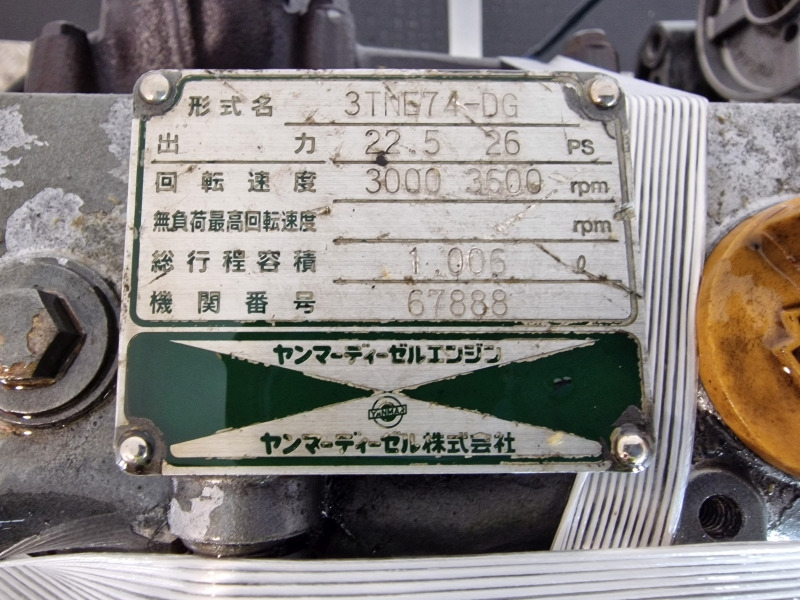 形式名 3TNE74-DG
出力 22.5 26 PS
回転速度 3000 3600 rpm
無負荷最高回転速度 rpm
総行程容積 1.006 ℓ
機関番号 67888
ヤンマーディーゼルエンジン
YANMAR
ヤンマーディーゼル株式会社